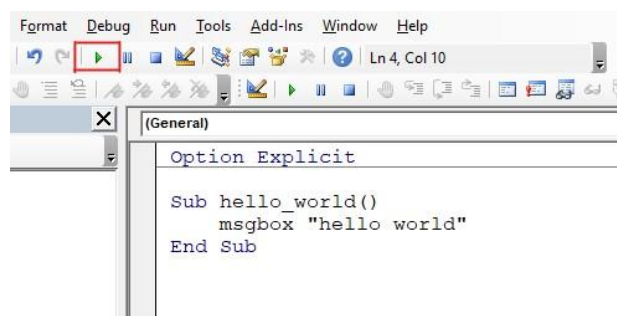 Format Debug Run Tools Add-Ins Window Help
Ln 4, Col 10
(General)
Option Explicit
Sub hello_world()
msgbox "hello world"
End Sub